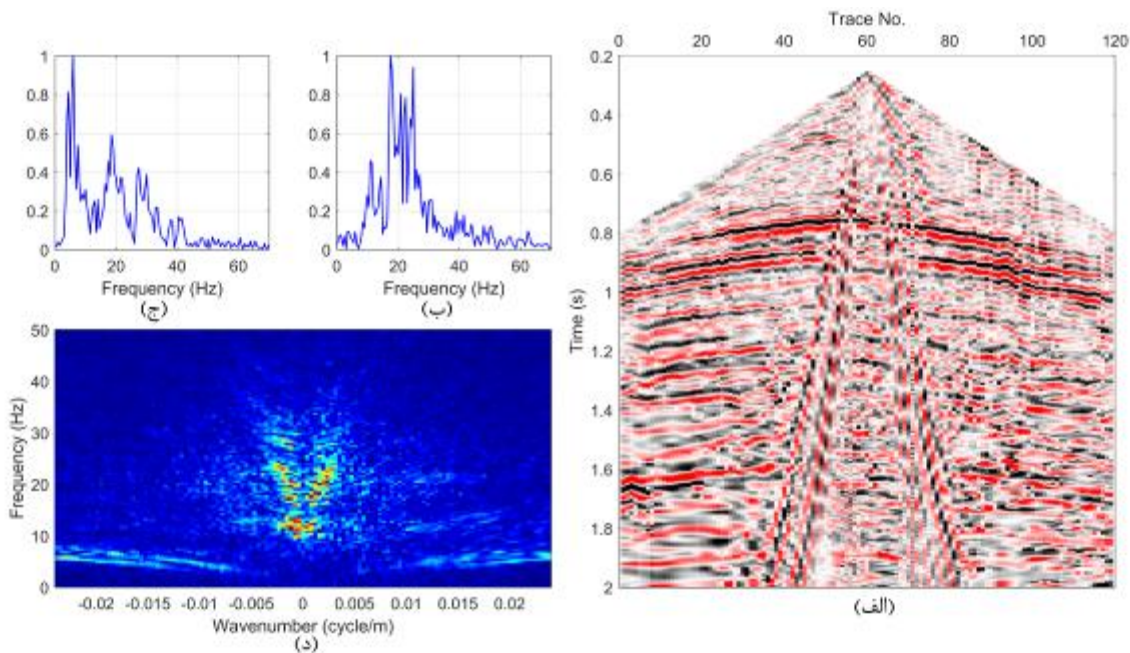 Trace No.
0 20 40 60 80 100 120
0.2
0.4
0.6
0.8
1
1.2
1.4
1.6
1.8
2
Time (s)
(الف)
1
0.8
0.6
0.4
0.2
0
0 20 40 60
Frequency (Hz)
(ب)
1
0.8
0.6
0.4
0.2
0
0 20 40 60
Frequency (Hz)
(ج)
50
40
30
20
10
0
Frequency (Hz)
-0.02 -0.015 -0.01 -0.005 0 0.005 0.01 0.015 0.02
Wavenumber (cycle/m)
(د)